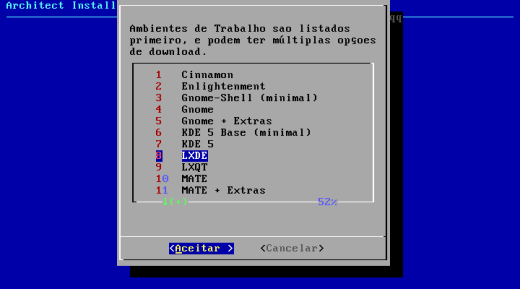 Architect Install
Ambientes de Trabalho sao listados
primeiro, e podem ter múltiplas opções
de download.
1 Cinnamon
2 Enlightenment
3 Gnome-Shell (minimal)
4 Gnome
5 Gnome + Extras
6 KDE 5 Base (minimal)
7 KDE 5
8 LXDE
9 LXQT
10 MATE
11 MATE + Extras
52%
<Aceitar > <Cancelar>